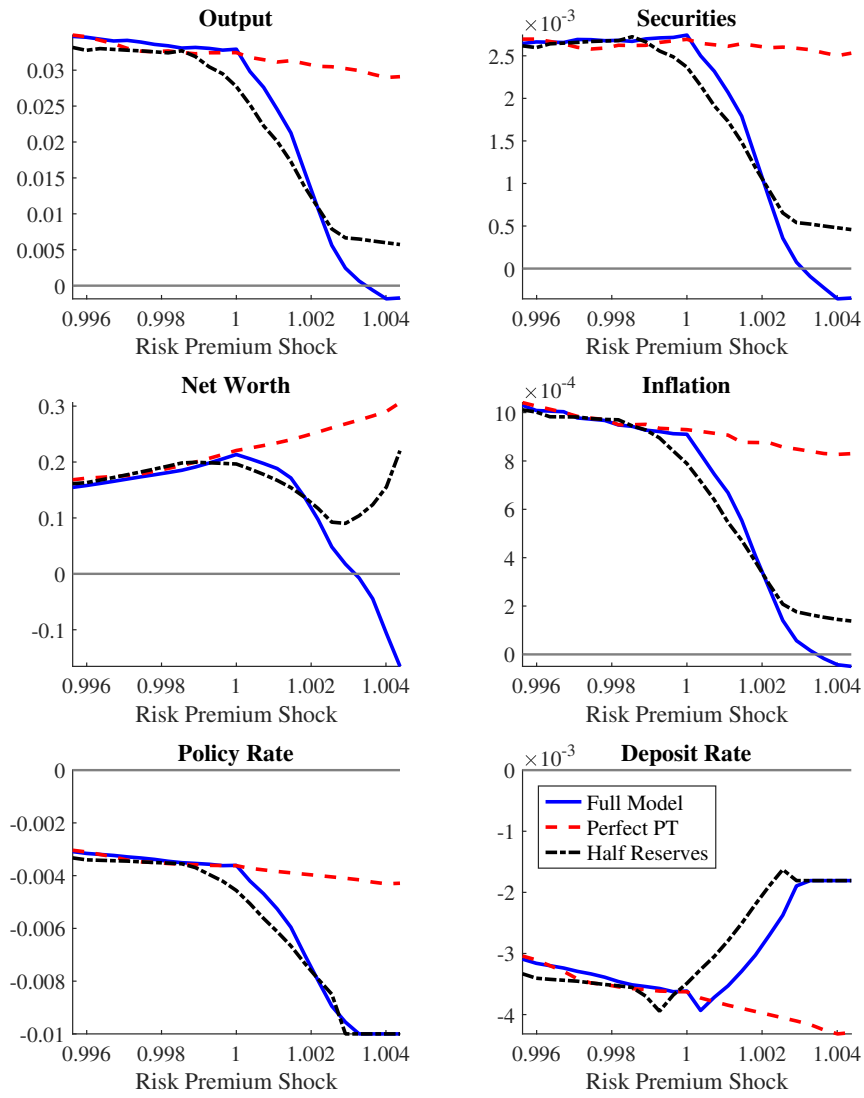 Output
0.03
0.025
0.02
0.015
0.01
0.005
0
0.996 0.998 1 1.002 1.004
Risk Premium Shock
Securities
×10⁻³
2.5
2
1.5
1
0.5
0
0.996 0.998 1 1.002 1.004
Risk Premium Shock
Net Worth
0.3
0.2
0.1
0
-0.1
0.996 0.998 1 1.002 1.004
Risk Premium Shock
Inflation
×10⁻⁴
10
8
6
4
2
0
0.996 0.998 1 1.002 1.004
Risk Premium Shock
Policy Rate
0
-0.002
-0.004
-0.006
-0.008
-0.01
0.996 0.998 1 1.002 1.004
Risk Premium Shock
Deposit Rate
×10⁻³
0
-1
-2
-3
-4
Full Model
Perfect PT
Half Reserves
0.996 0.998 1 1.002 1.004
Risk Premium Shock